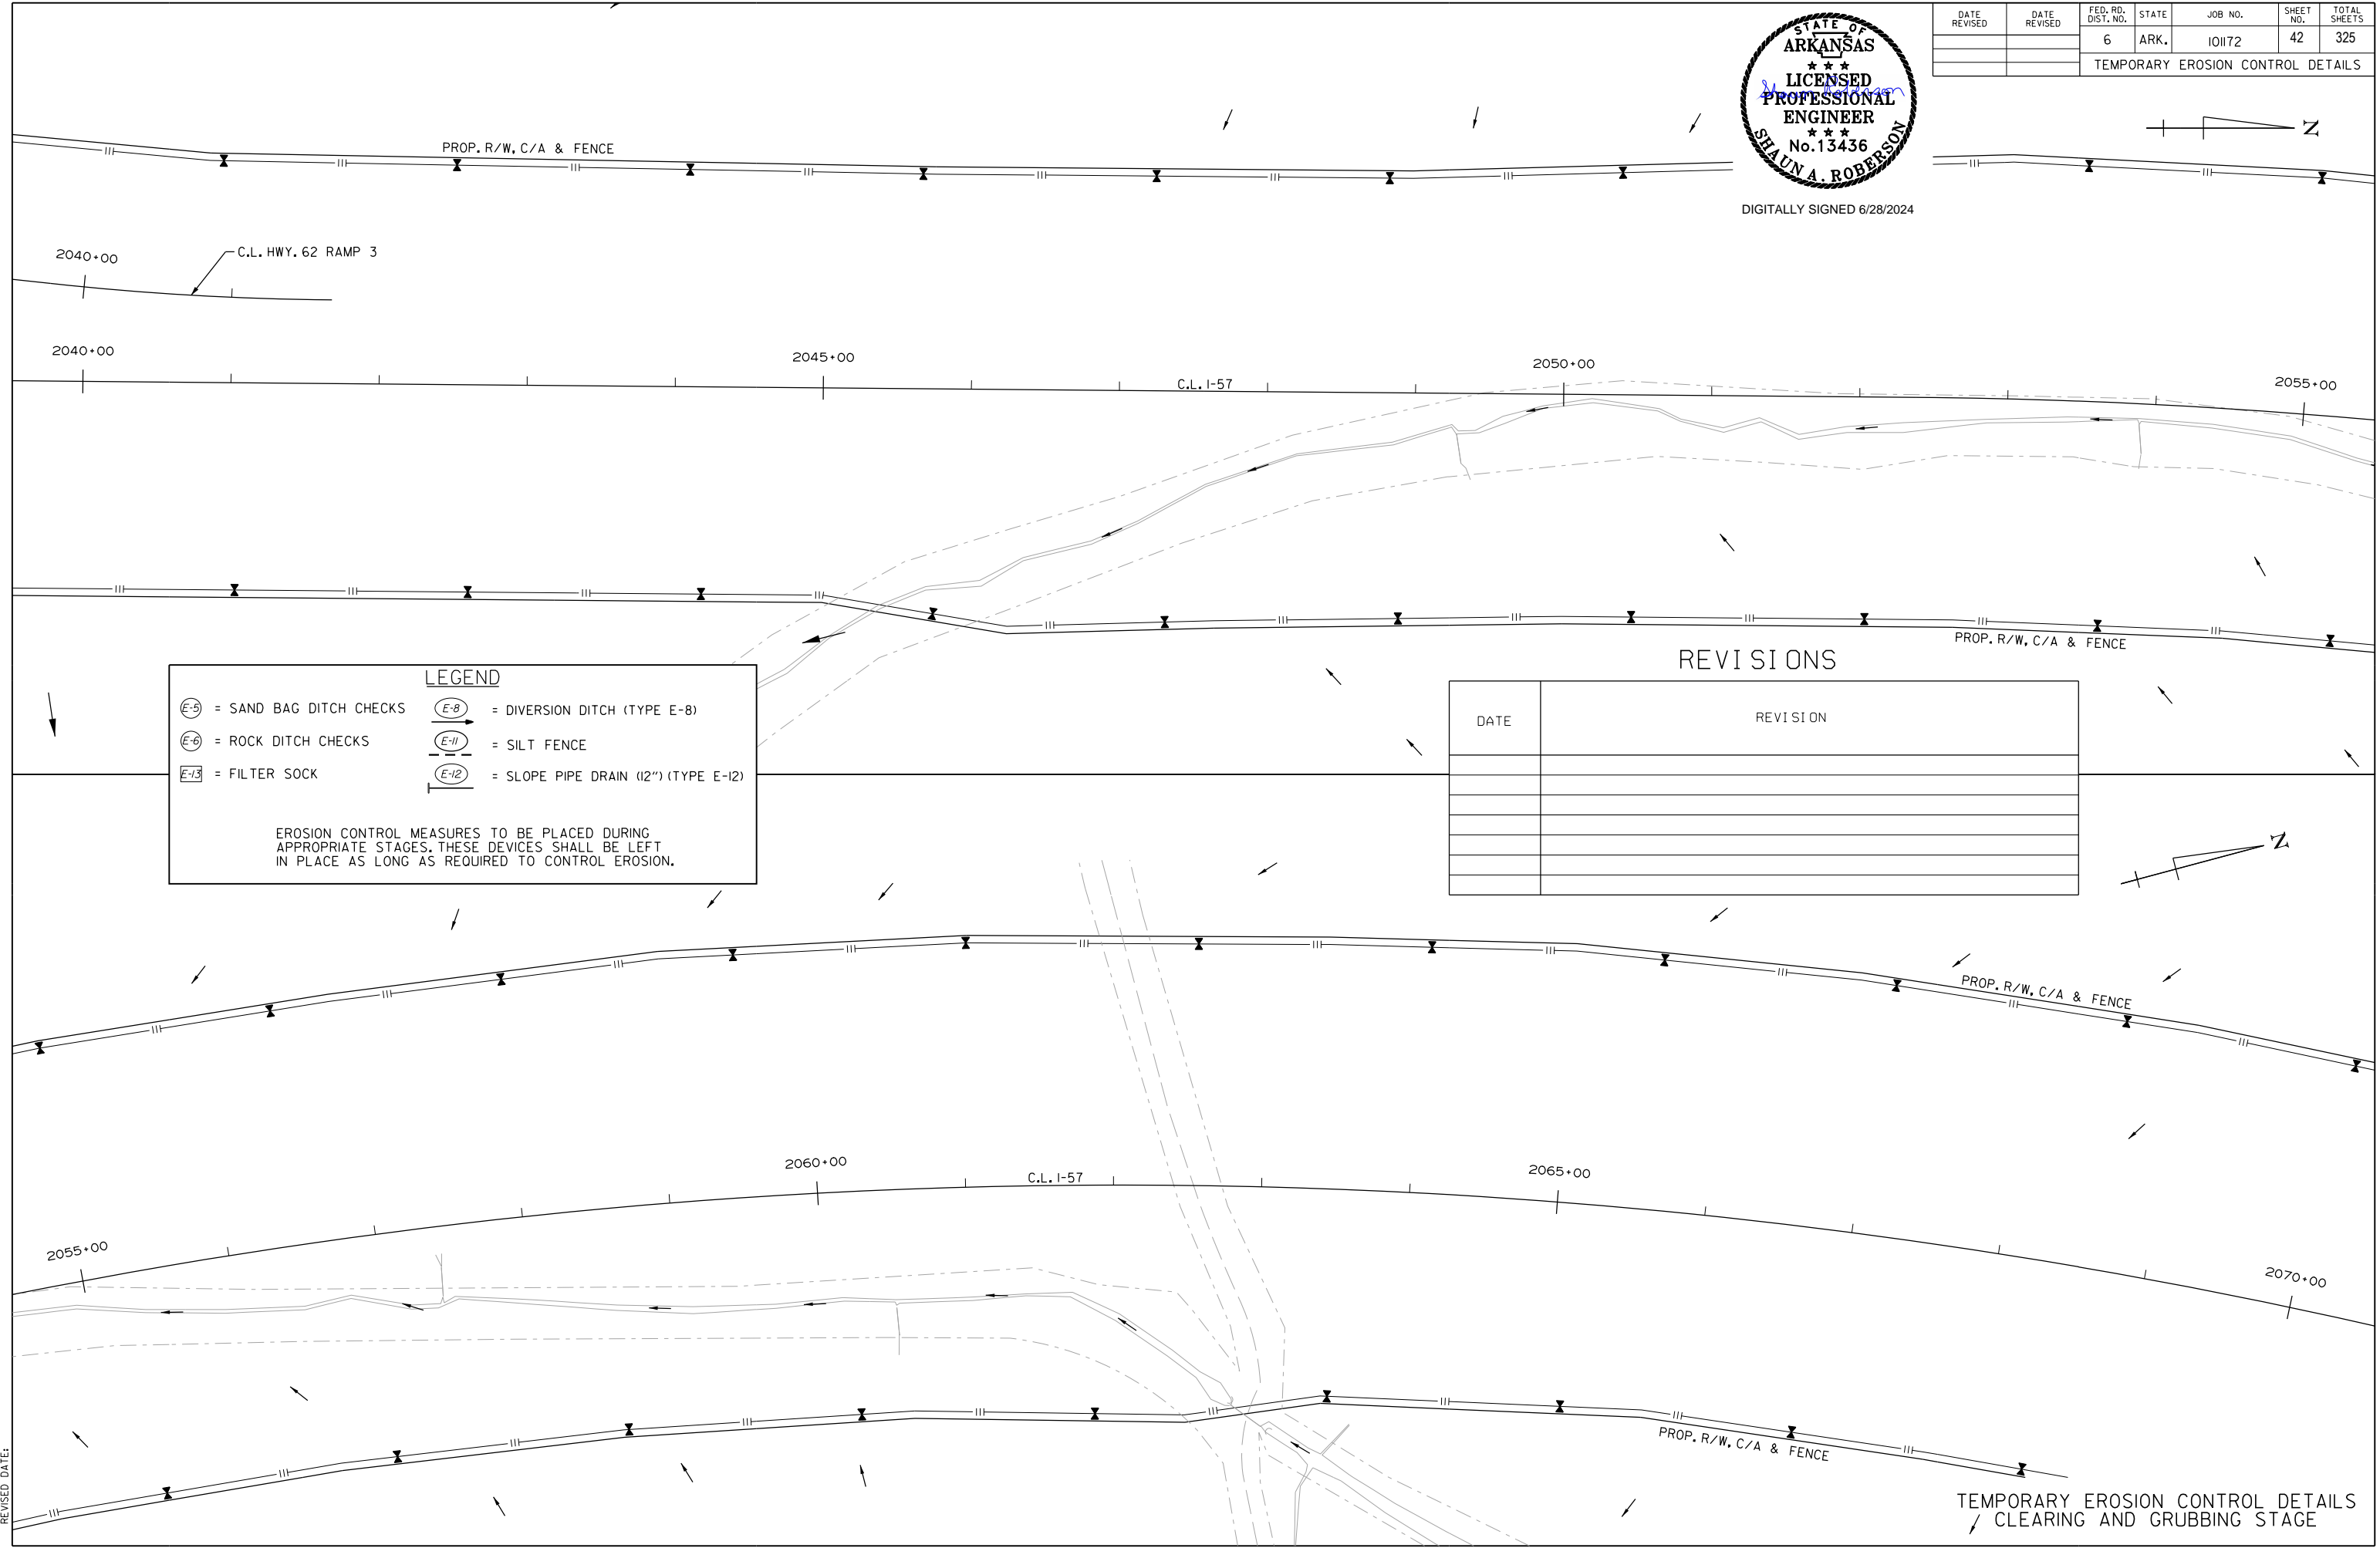 DATE REVISED
DATE REVISED
FED. RD. DIST. NO.
STATE
JOB NO.
SHEET NO.
TOTAL SHEETS
6
ARK.
101172
42
325
TEMPORARY EROSION CONTROL DETAILS
STATE OF
ARKANSAS
★ ★ ★
LICENSED
PROFESSIONAL
ENGINEER
★ ★ ★
No.13436
SHAUN A. ROBERSON
Shaun Roberson
DIGITALLY SIGNED 6/28/2024
N
PROP. R/W, C/A & FENCE
2040+00
C.L. HWY. 62 RAMP 3
2040+00
2045+00
C.L. I-57
2050+00
2055+00
PROP. R/W, C/A & FENCE
LEGEND
E-5 = SAND BAG DITCH CHECKS
E-8 = DIVERSION DITCH (TYPE E-8)
E-6 = ROCK DITCH CHECKS
E-11 = SILT FENCE
E-13 = FILTER SOCK
E-12 = SLOPE PIPE DRAIN (12") (TYPE E-12)
EROSION CONTROL MEASURES TO BE PLACED DURING
APPROPRIATE STAGES. THESE DEVICES SHALL BE LEFT
IN PLACE AS LONG AS REQUIRED TO CONTROL EROSION.
REVISIONS
DATE
REVISION
N
PROP. R/W, C/A & FENCE
2055+00
2060+00
C.L. I-57
2065+00
2070+00
PROP. R/W, C/A & FENCE
REVISED DATE:
TEMPORARY EROSION CONTROL DETAILS
CLEARING AND GRUBBING STAGE